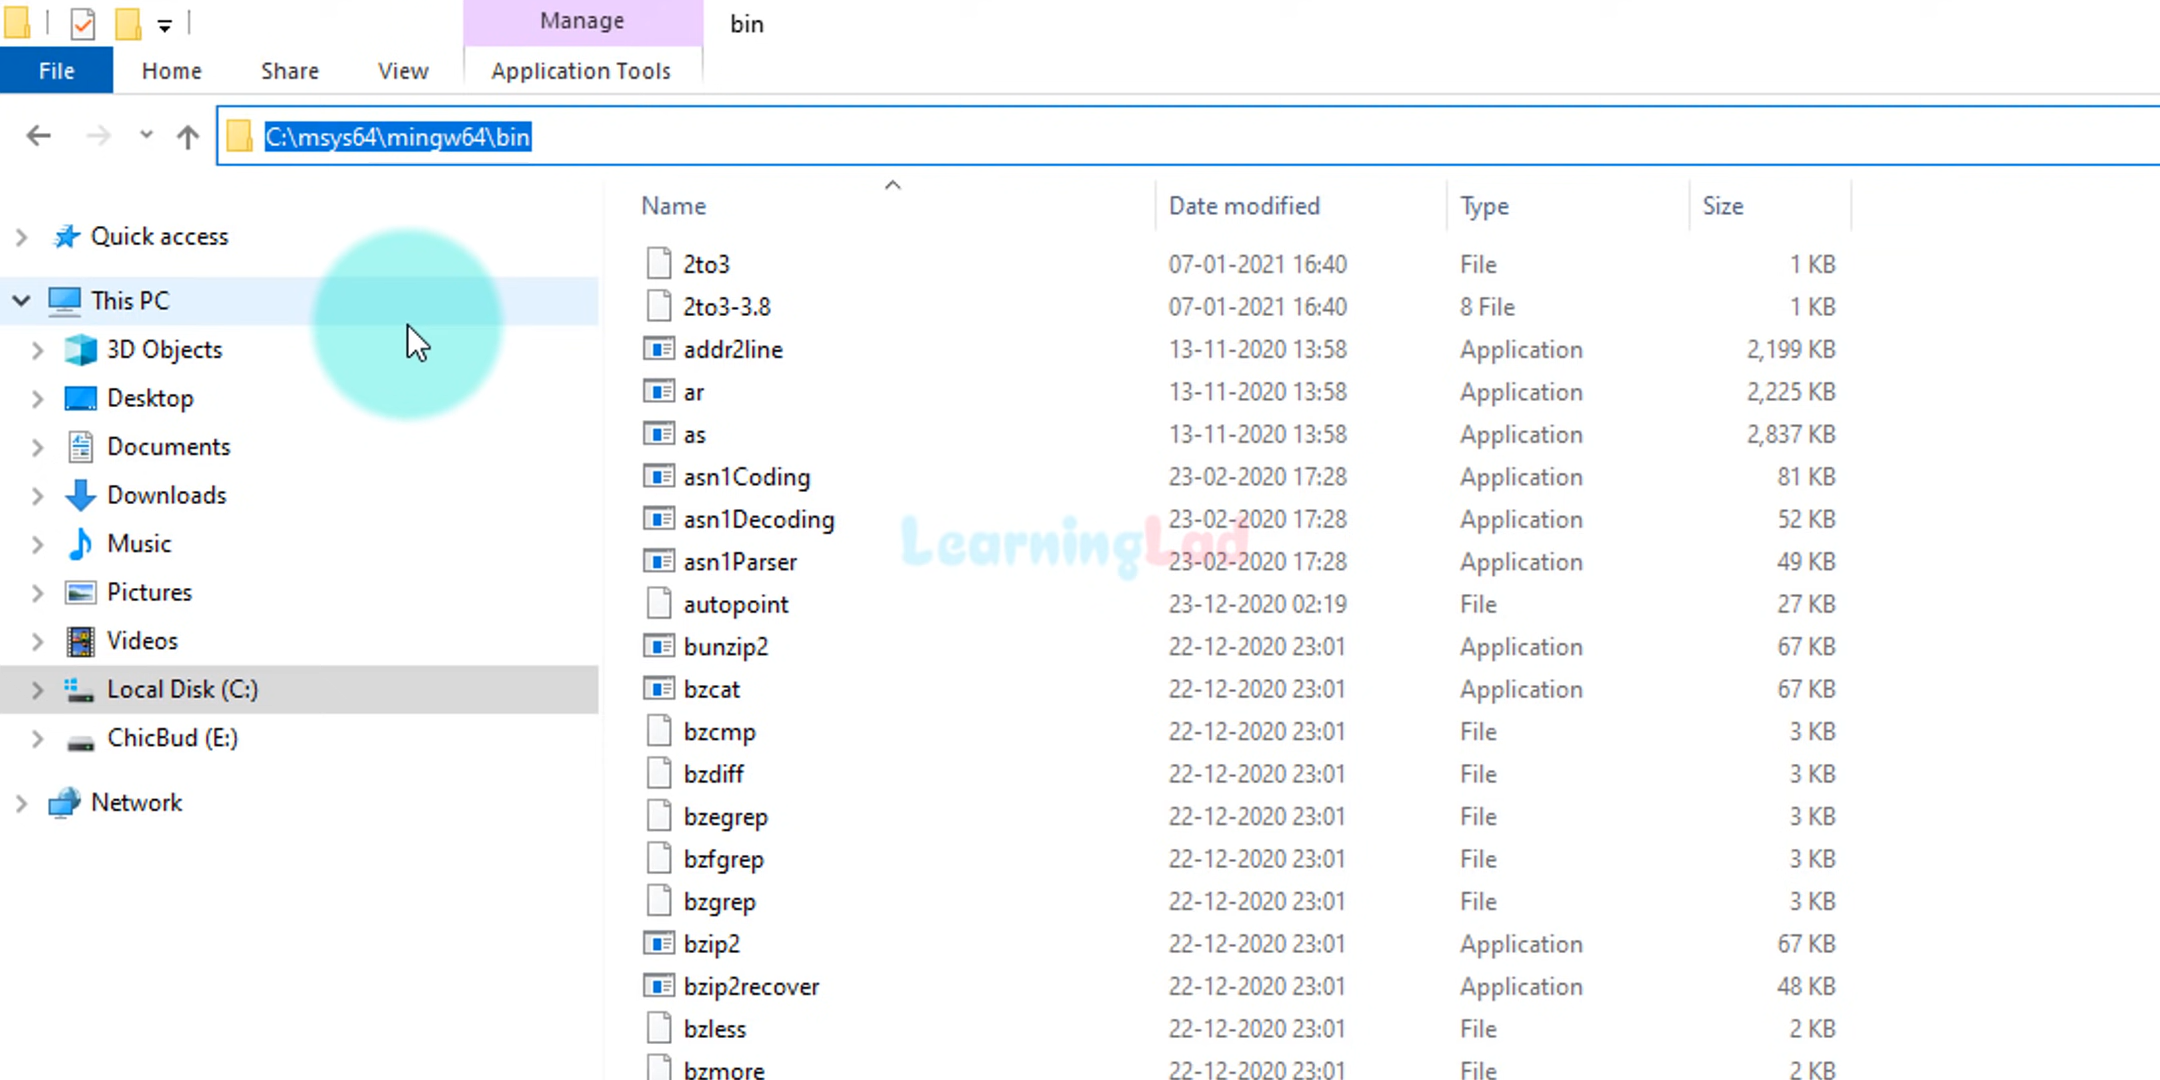 Manage
bin
File
Home
Share
View
Application Tools
C:\msys64\mingw64\bin
Name
Date modified
Type
Size
Quick access
This PC
3D Objects
Desktop
Documents
Downloads
Music
Pictures
Videos
Local Disk (C:)
ChicBud (E:)
Network
2to3 07-01-2021 16:40 File 1 KB
2to3-3.8 07-01-2021 16:40 8 File 1 KB
addr2line 13-11-2020 13:58 Application 2,199 KB
ar 13-11-2020 13:58 Application 2,225 KB
as 13-11-2020 13:58 Application 2,837 KB
asn1Coding 23-02-2020 17:28 Application 81 KB
asn1Decoding 23-02-2020 17:28 Application 52 KB
LearningLad
asn1Parser 23-02-2020 17:28 Application 49 KB
autopoint 23-12-2020 02:19 File 27 KB
bunzip2 22-12-2020 23:01 Application 67 KB
bzcat 22-12-2020 23:01 Application 67 KB
bzcmp 22-12-2020 23:01 File 3 KB
bzdiff 22-12-2020 23:01 File 3 KB
bzegrep 22-12-2020 23:01 File 3 KB
bzfgrep 22-12-2020 23:01 File 3 KB
bzgrep 22-12-2020 23:01 File 3 KB
bzip2 22-12-2020 23:01 Application 67 KB
bzip2recover 22-12-2020 23:01 Application 48 KB
bzless 22-12-2020 23:01 File 2 KB
bzmore 22-12-2020 23:01 File 2 KB